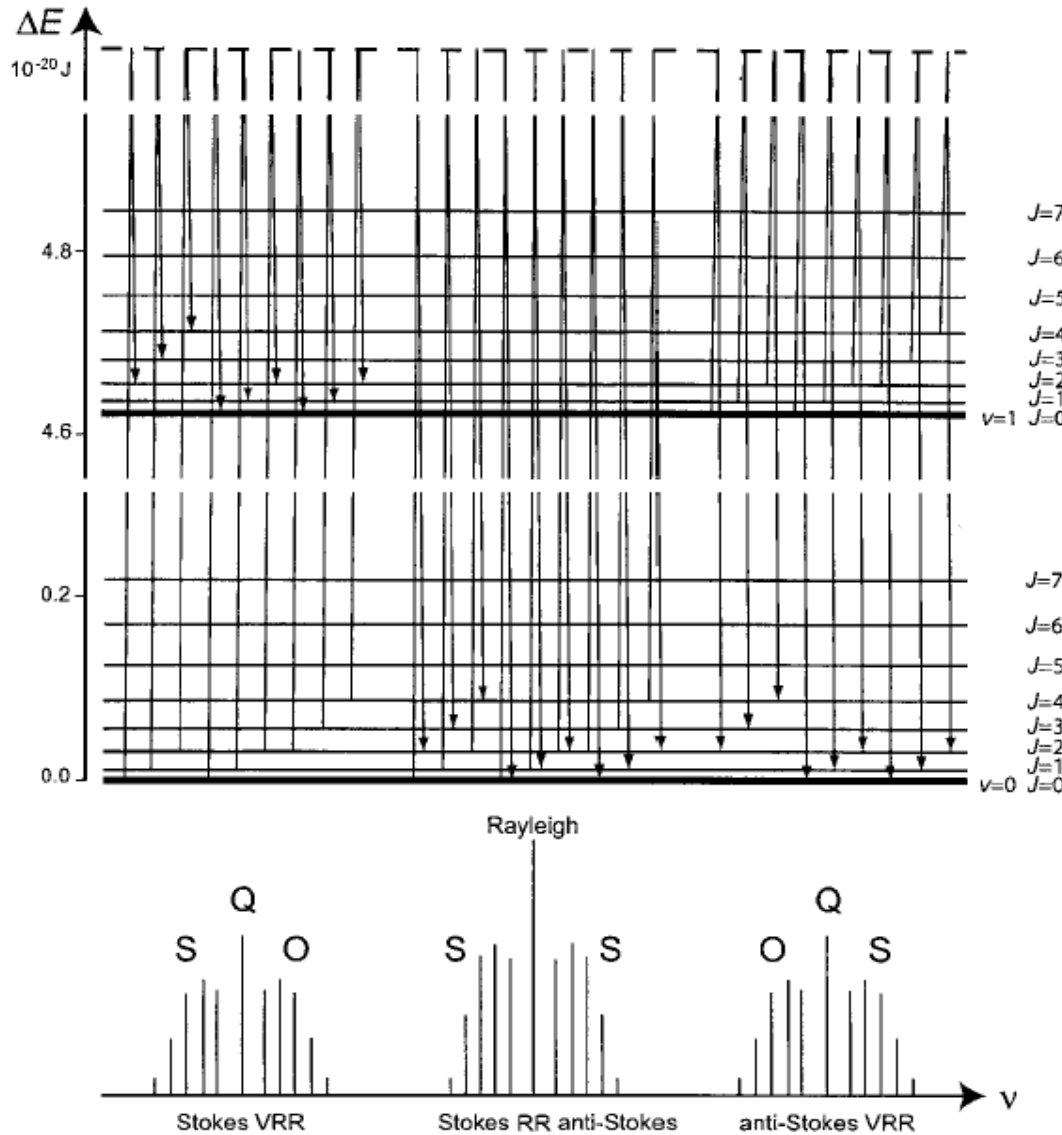 ΔE
10⁻²⁰J
J=7
4.8
J=6
J=5
J=4
J=3
J=2
J=1
4.6
v=1 J=0
J=7
0.2
J=6
J=5
J=4
J=3
J=2
J=1
0.0
v=0 J=0
Rayleigh
Q Q
S O S S O S
ν
Stokes VRR Stokes RR anti-Stokes anti-Stokes VRR